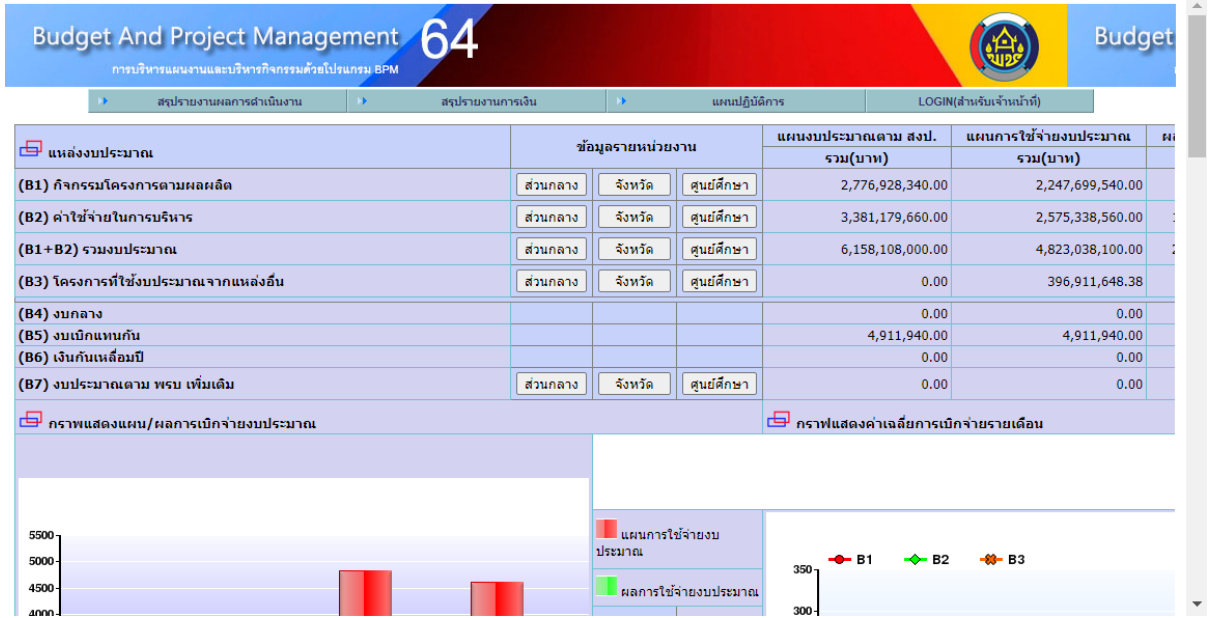 Budget And Project Management 64
การบริหารแผนงานและบริหารกิจกรรมด้วยโปรแกรม BPM
Budget
สรุปรายงานผลการดำเนินงาน สรุปรายงานการเงิน แผนปฏิบัติการ LOGIN(สำหรับเจ้าหน้าที่)
แหล่งงบประมาณ ข้อมูลรายหน่วยงาน แผนงบประมาณตาม สงป. แผนการใช้จ่ายงบประมาณ
รวม(บาท) รวม(บาท)
(B1) กิจกรรมโครงการตามผลผลิต ส่วนกลาง จังหวัด ศูนย์ศึกษา 2,776,928,340.00 2,247,699,540.00
(B2) ค่าใช้จ่ายในการบริหาร ส่วนกลาง จังหวัด ศูนย์ศึกษา 3,381,179,660.00 2,575,338,560.00
(B1+B2) รวมงบประมาณ ส่วนกลาง จังหวัด ศูนย์ศึกษา 6,158,108,000.00 4,823,038,100.00
(B3) โครงการที่ใช้งบประมาณจากแหล่งอื่น ส่วนกลาง จังหวัด ศูนย์ศึกษา 0.00 396,911,648.38
(B4) งบกลาง 0.00 0.00
(B5) งบเบิกแทนกัน 4,911,940.00 4,911,940.00
(B6) เงินกันเหลื่อมปี 0.00 0.00
(B7) งบประมาณตาม พรบ เพิ่มเติม ส่วนกลาง จังหวัด ศูนย์ศึกษา 0.00 0.00
กราพแสดงแผน/ผลการเบิกจ่ายงบประมาณ กราฟแสดงค่าเฉลี่ยการเบิกจ่ายรายเดือน
5500
5000
4500
4000
แผนการใช้จ่ายงบ
ประมาณ
ผลการใช้จ่ายงบประมาณ
B1 B2 B3
350
300